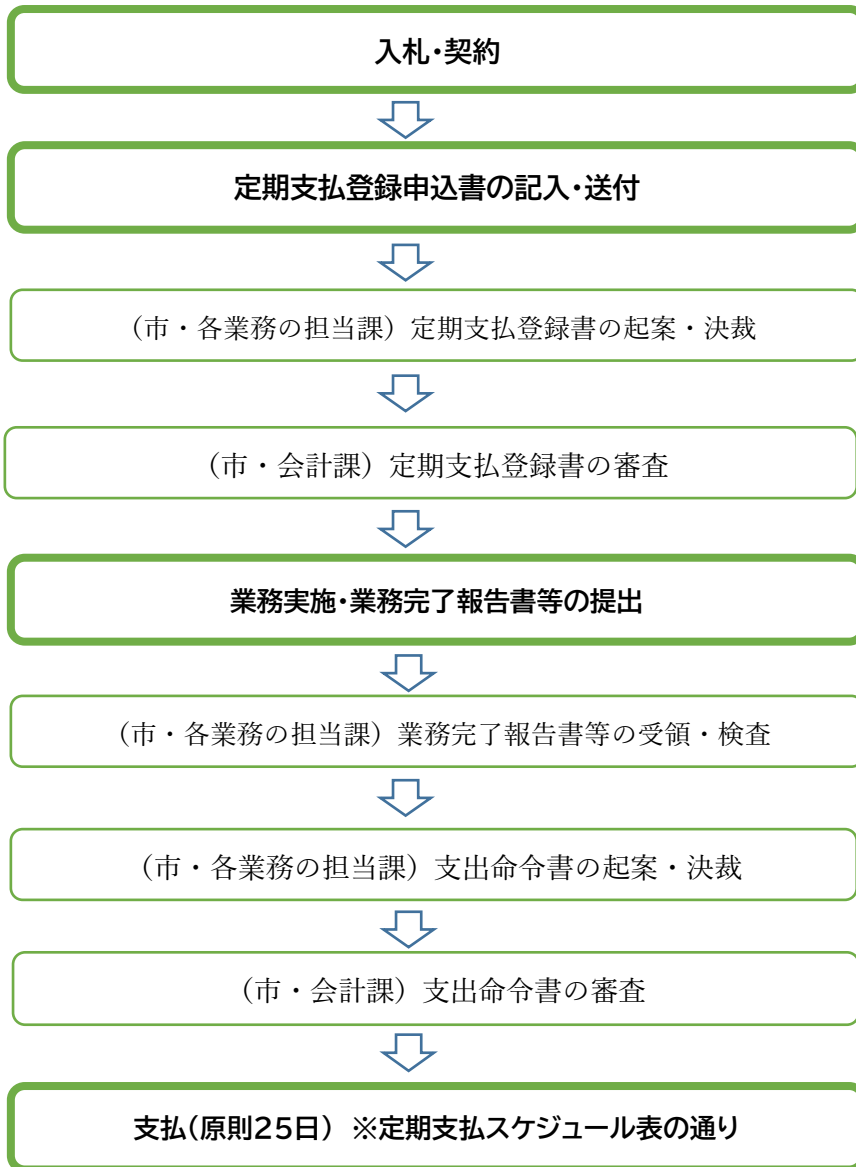 入札・契約
定期支払登録申込書の記入・送付
（市・各業務の担当課）定期支払登録書の起案・決裁
（市・会計課）定期支払登録書の審査
業務実施・業務完了報告書等の提出
（市・各業務の担当課）業務完了報告書等の受領・検査
（市・各業務の担当課）支出命令書の起案・決裁
（市・会計課）支出命令書の審査
支払（原則25日） ※定期支払スケジュール表の通り